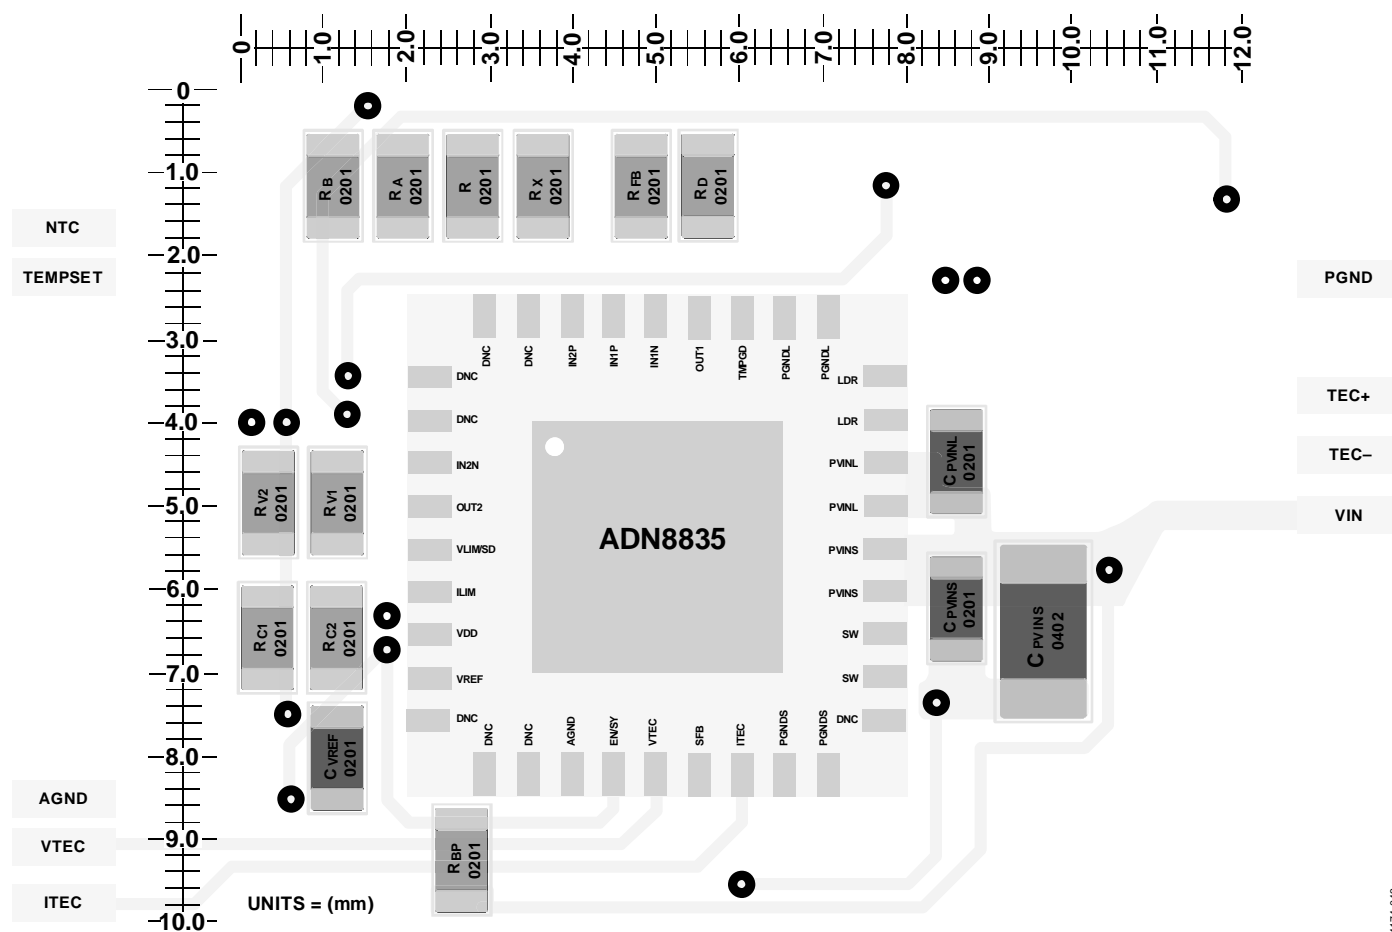 0 1.0 2.0 3.0 4.0 5.0 6.0 7.0 8.0 9.0 10.0 11.0 12.0
0
1.0
2.0
3.0
4.0
5.0
6.0
7.0
8.0
9.0
10.0
NTC
TEMPSET
AGND
VTEC
ITEC
PGND
TEC+
TEC–
VIN
RB
0201
RA
0201
R
0201
RX
0201
RFB
0201
RD
0201
RV2
0201
RV1
0201
RC1
0201
RC2
0201
CVREF
0201
RBP
0201
CPVINL
0201
CPVINS
0201
CPVINS
0402
DNC
DNC
IN2P
IN1P
IN1N
OUT1
TMPGD
PGNDL
PGNDL
DNC
DNC
IN2N
OUT2
VLIM/SD
ILIM
VDD
VREF
DNC
LDR
LDR
PVINL
PVINL
PVINS
PVINS
SW
SW
DNC
ADN8835
DNC
DNC
AGND
EN/SY
VTEC
SFB
ITEC
PGNDS
PGNDS
UNITS = (mm)